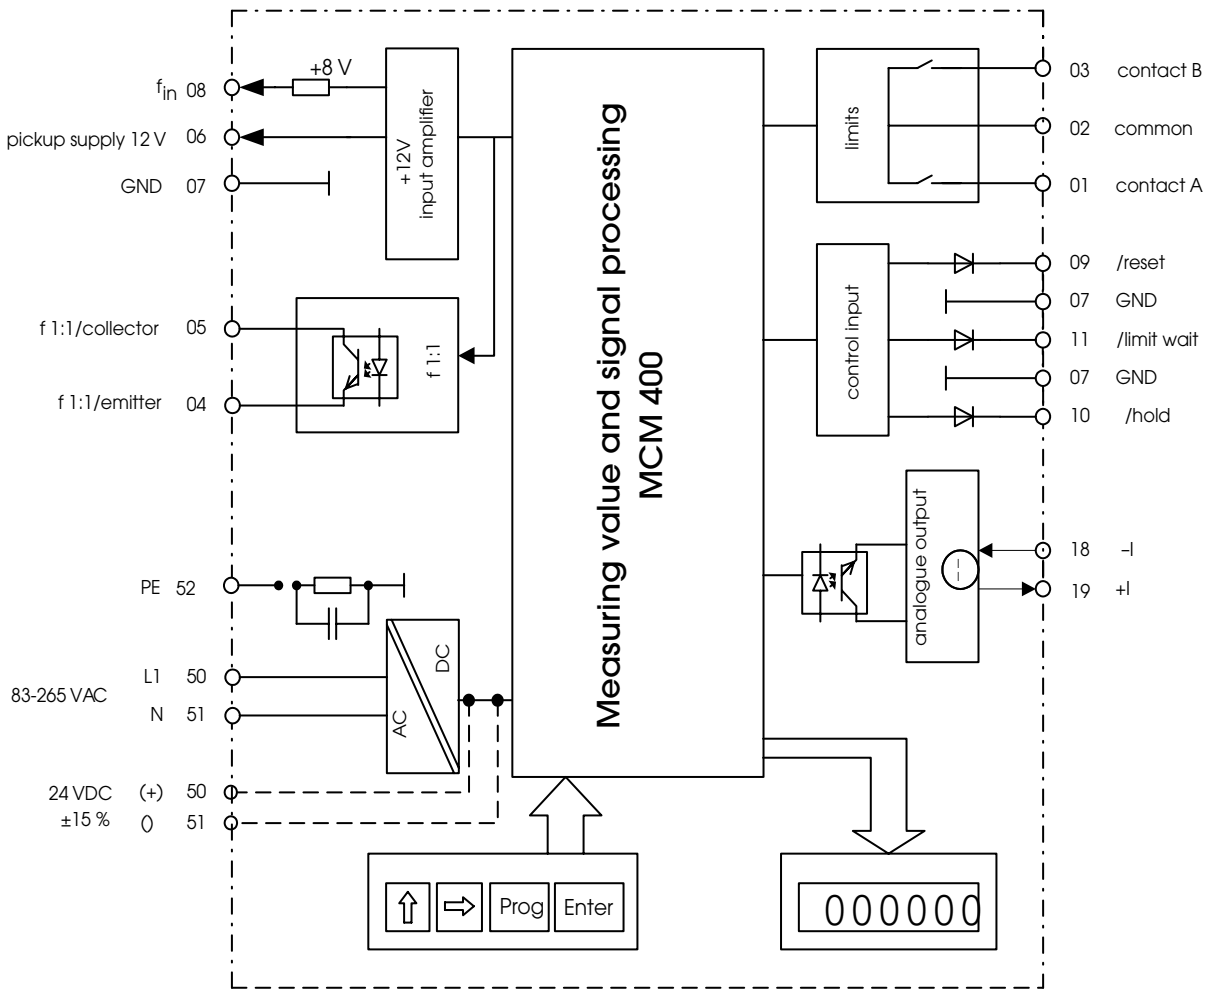 +8 V
f in 08
pickup supply 12 V 06
GND 07
+12V
input amplifier
f 1:1/collector 05
f 1:1/emitter 04
f 1:1
PE 52
83-265 VAC
L1 50
N 51
AC
DC
24 VDC (+) 50
±15 % () 51
Measuring value and signal processing
MCM 400
limits
03 contact B
02 common
01 contact A
control input
09 /reset
07 GND
11 /limit wait
07 GND
10 /hold
analogue output
18 –I
19 +I
Prog
Enter
000000